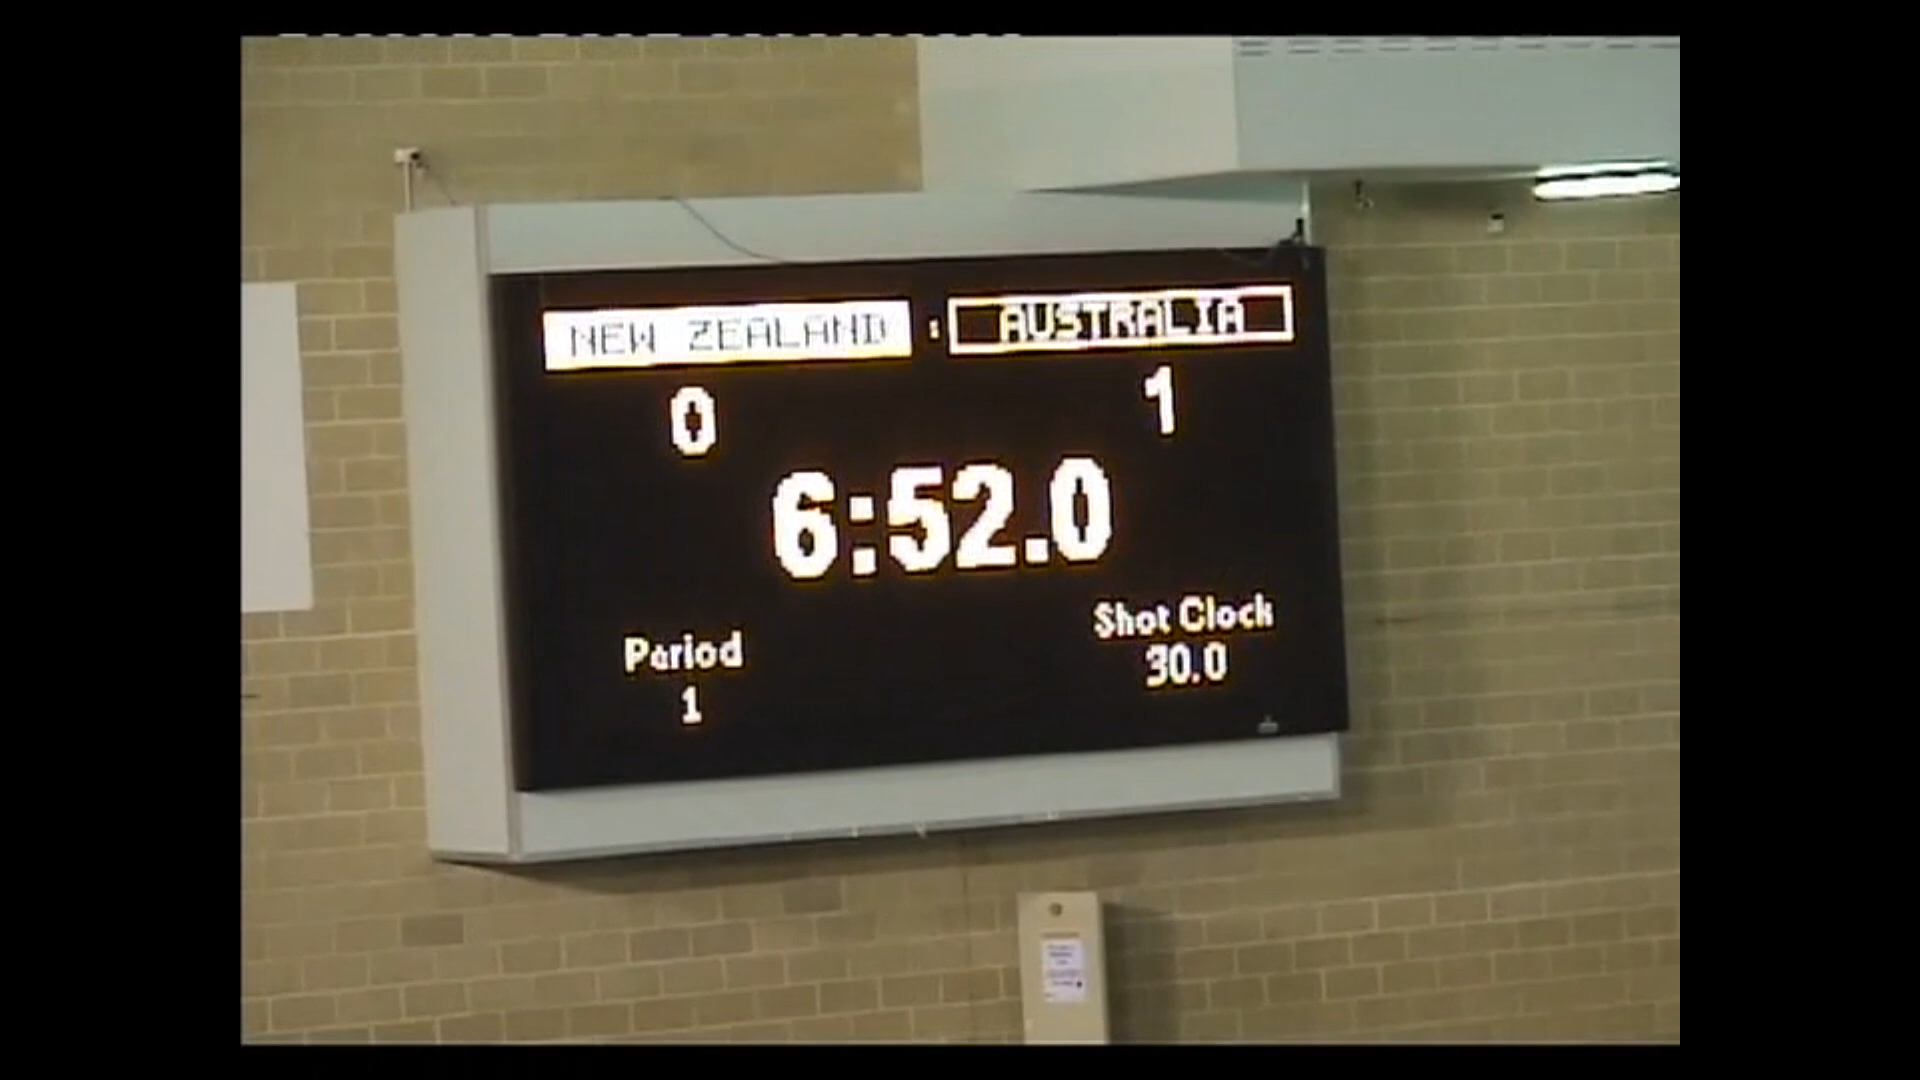 NEW ZEALAND : AUSTRALIA
0 1
6:52.0
Period
1
Shot Clock
30.0